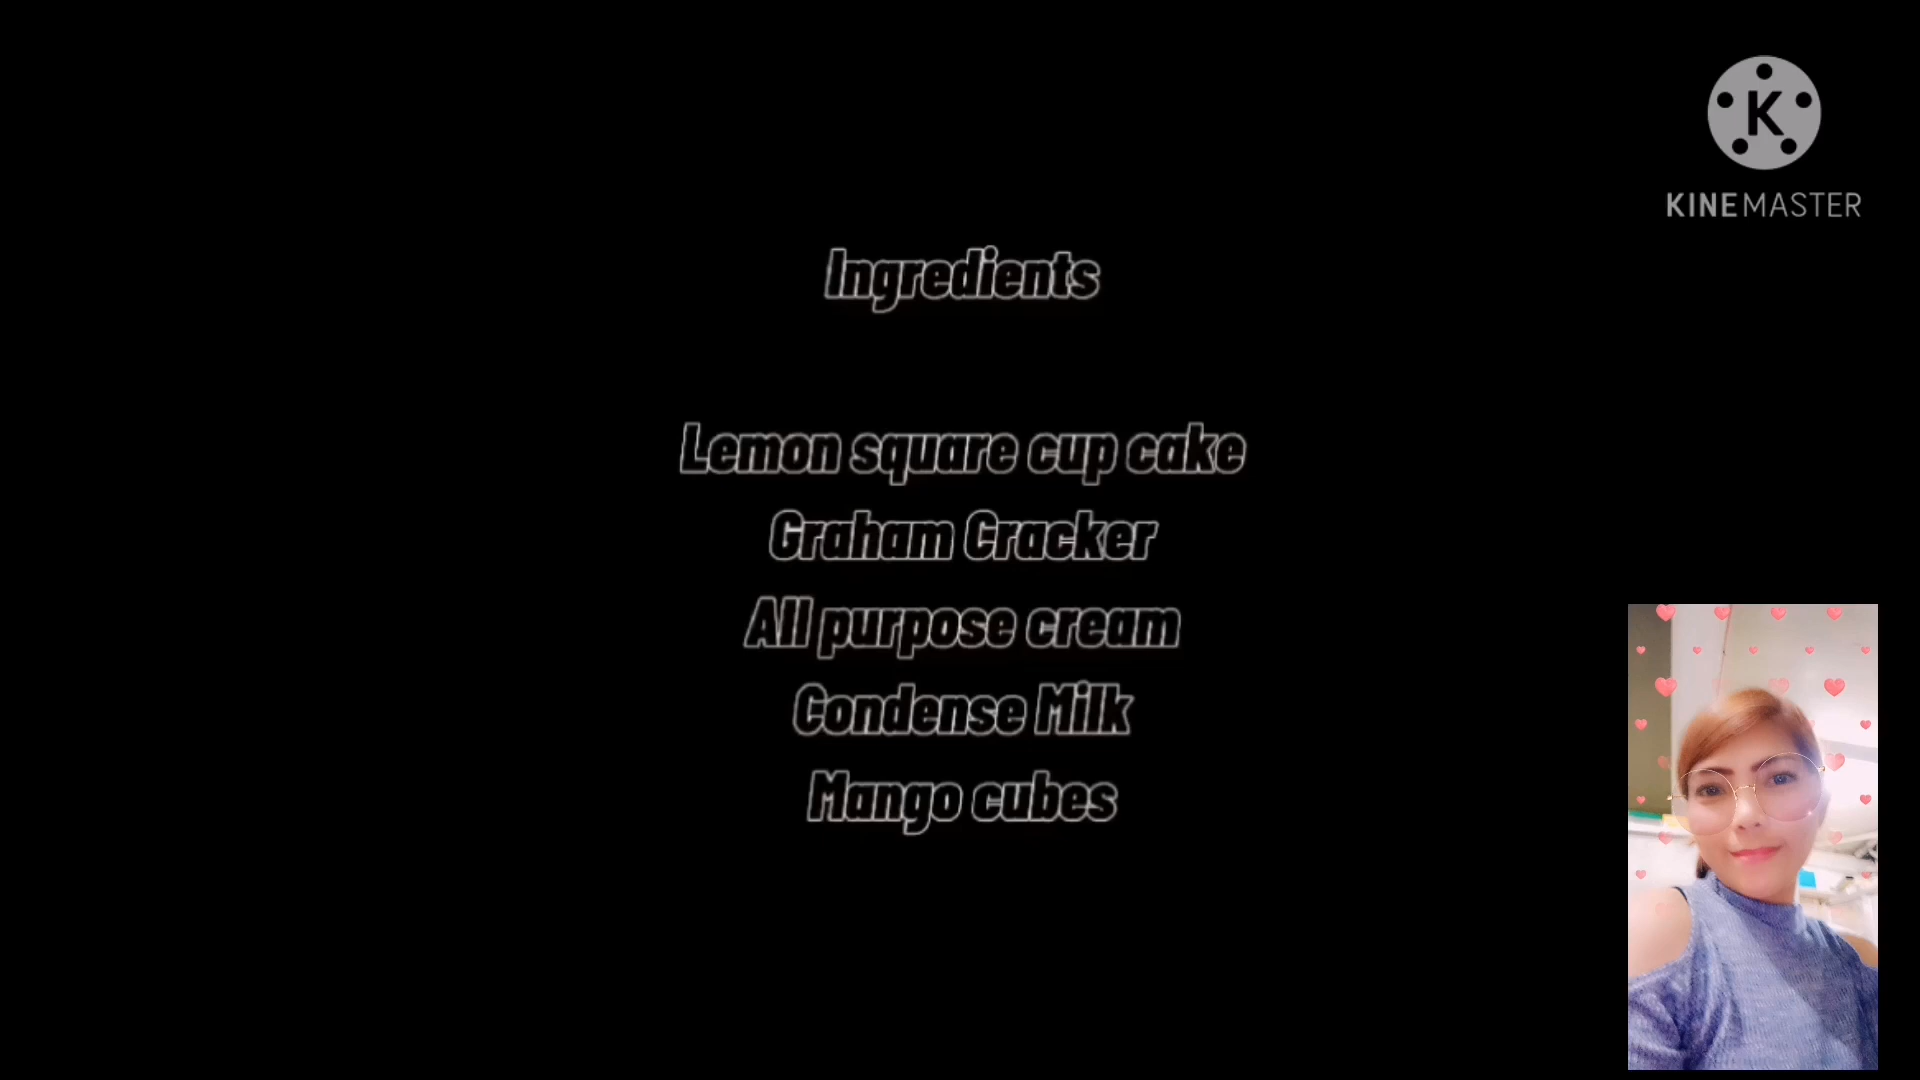 KINEMASTER
Ingredients
Lemon square cup cake
Graham Cracker
All purpose cream
Condense Milk
Mango cubes